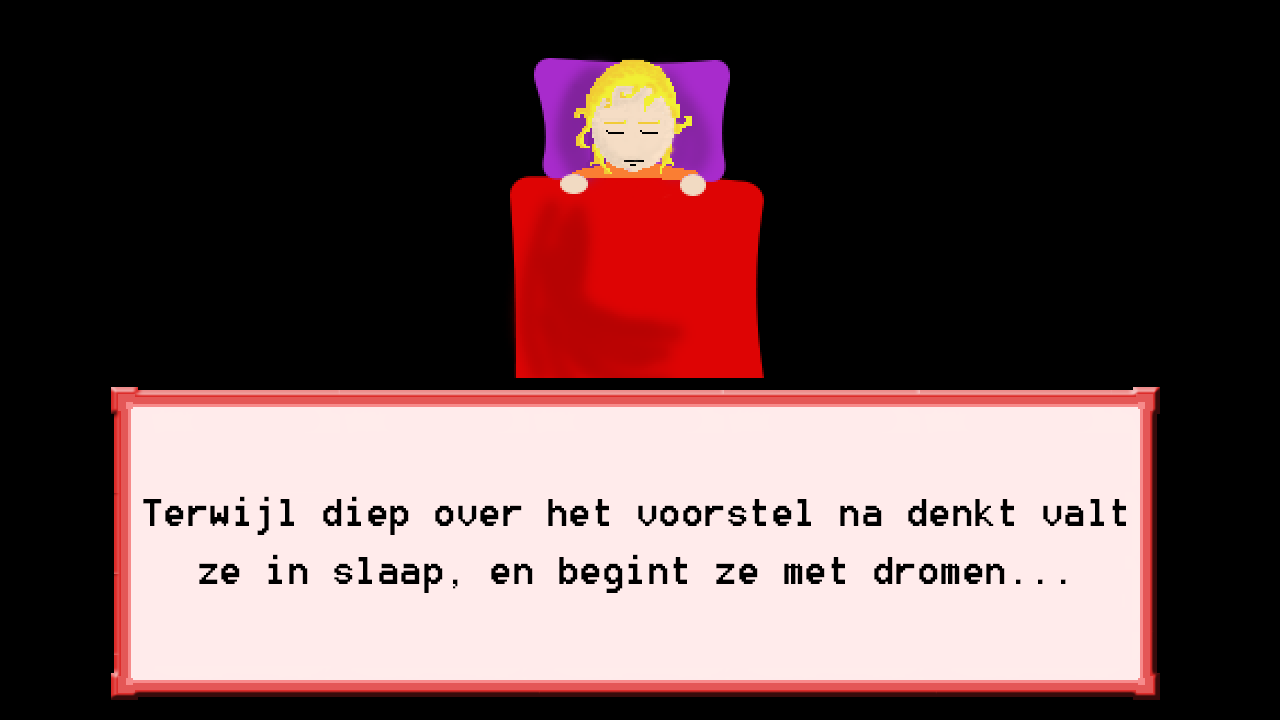 Terwijl diep over het voorstel na denkt valt
ze in slaap, en begint ze met dromen...